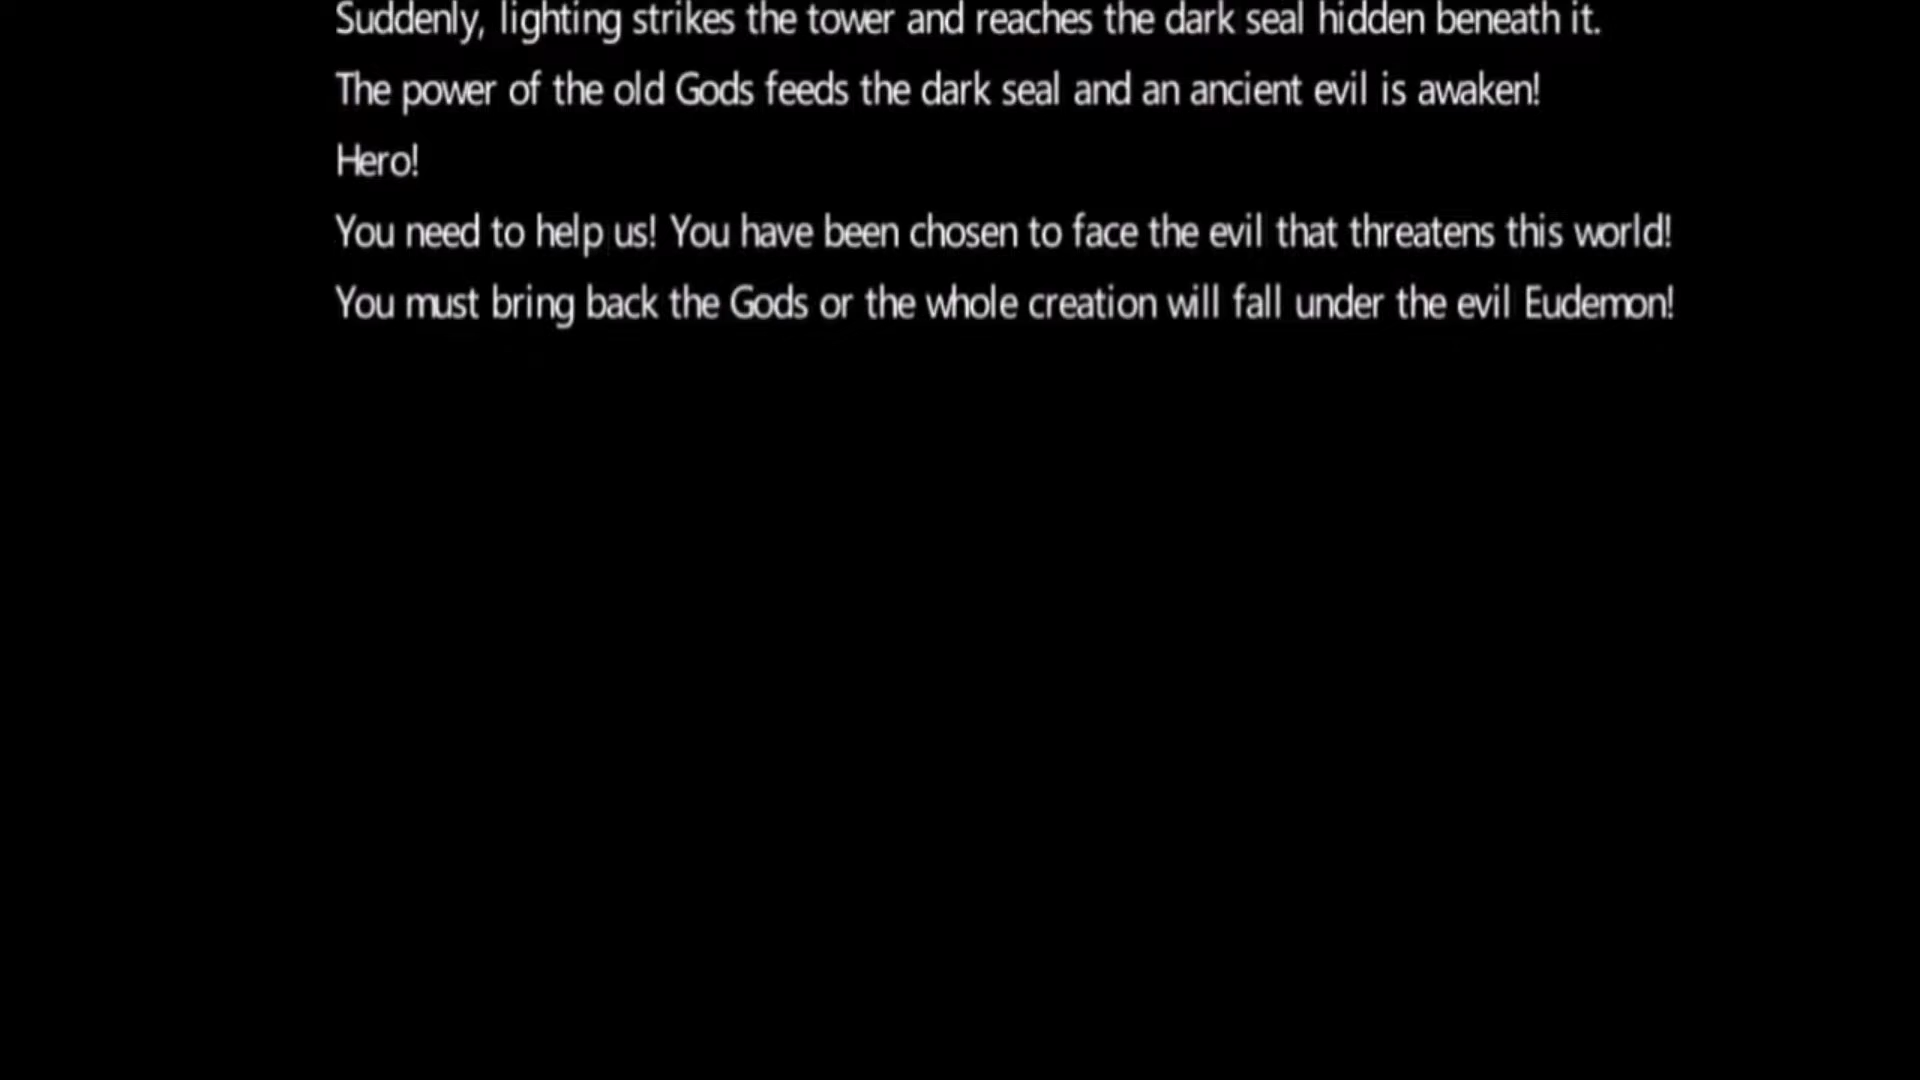 Suddenly, lighting strikes the tower and reaches the dark seal hidden beneath it.
The power of the old Gods feeds the dark seal and an ancient evil is awaken!
Hero!
You need to help us! You have been chosen to face the evil that threatens this world!
You must bring back the Gods or the whole creation will fall under the evil Eudemon!